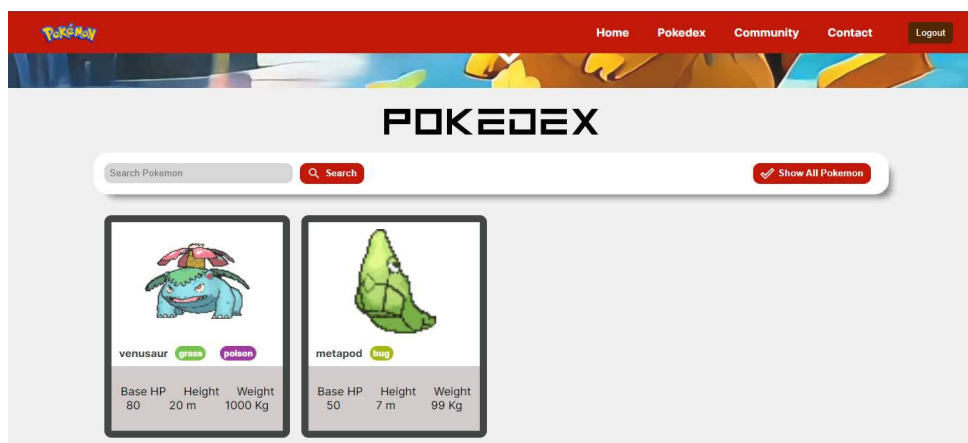 POKéMON Home Pokedex Community Contact Logout
POKEDEX
Search Pokemon Search Show All Pokemon
venusaur grass poison
metapod bug
Base HP Height Weight
80 20 m 1000 Kg
Base HP Height Weight
50 7 m 99 Kg